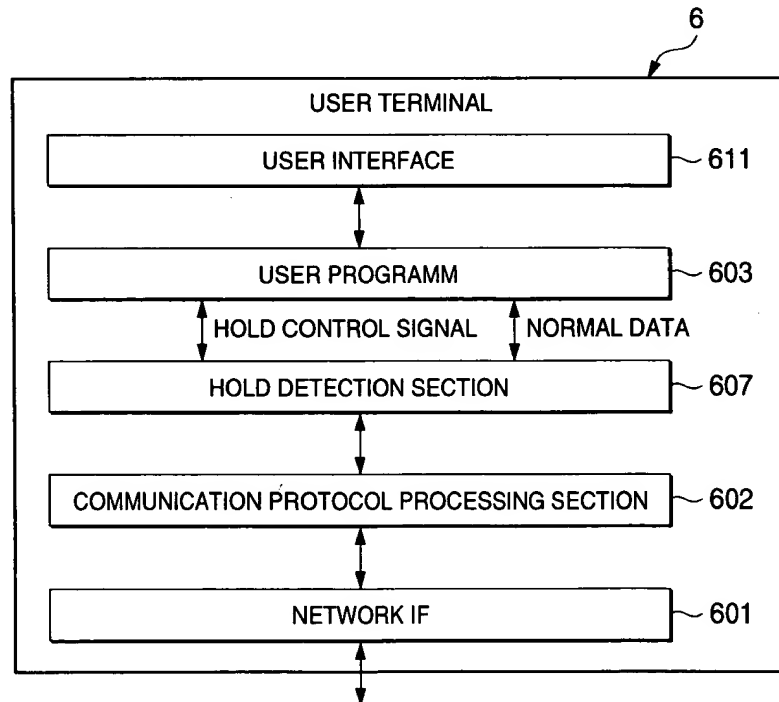 6
USER TERMINAL
USER INTERFACE
611
USER PROGRAMM
603
HOLD CONTROL SIGNAL
NORMAL DATA
HOLD DETECTION SECTION
607
COMMUNICATION PROTOCOL PROCESSING SECTION
602
NETWORK IF
601